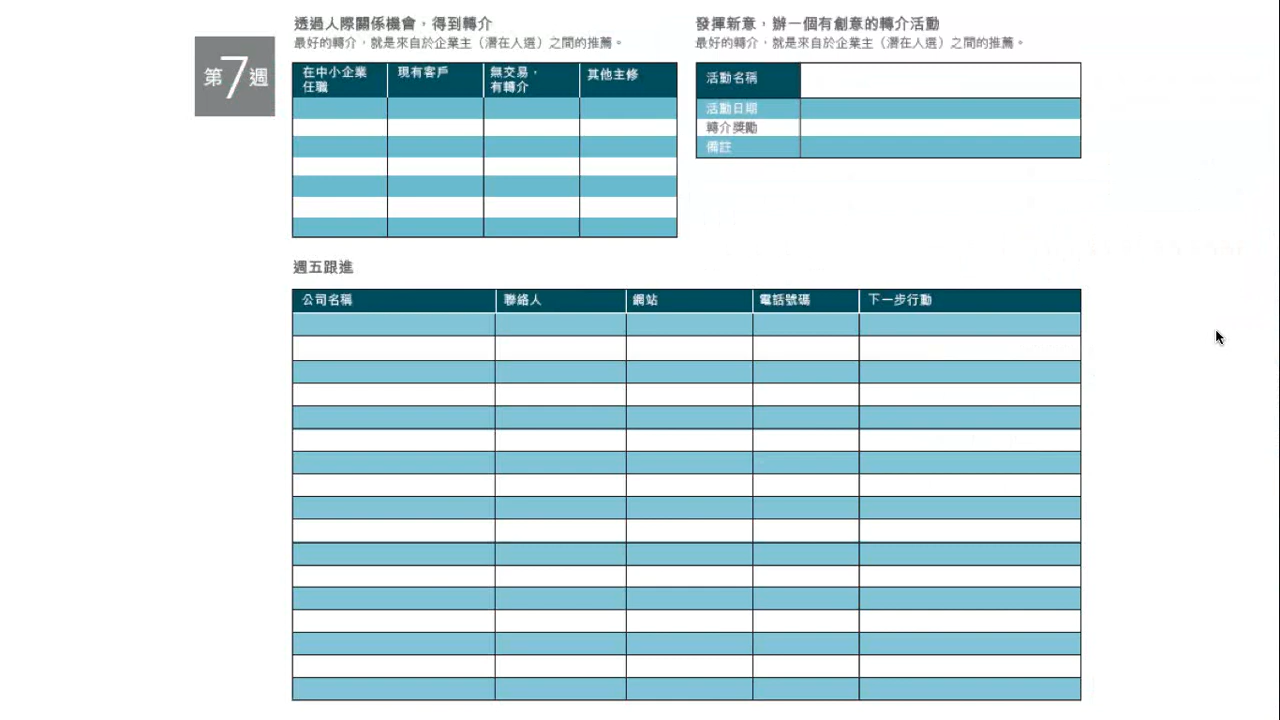 第7週
透過人際關係機會，得到轉介
最好的轉介，就是來自於企業主（潛在人選）之間的推薦。
在中小企業
任職
現有客戶
無交易，
有轉介
其他主修
發揮新意，辦一個有創意的轉介活動
最好的轉介，就是來自於企業主（潛在人選）之間的推薦。
活動名稱
活動日期
轉介獎勵
備註
週五跟進
公司名稱
聯絡人
網站
電話號碼
下一步行動